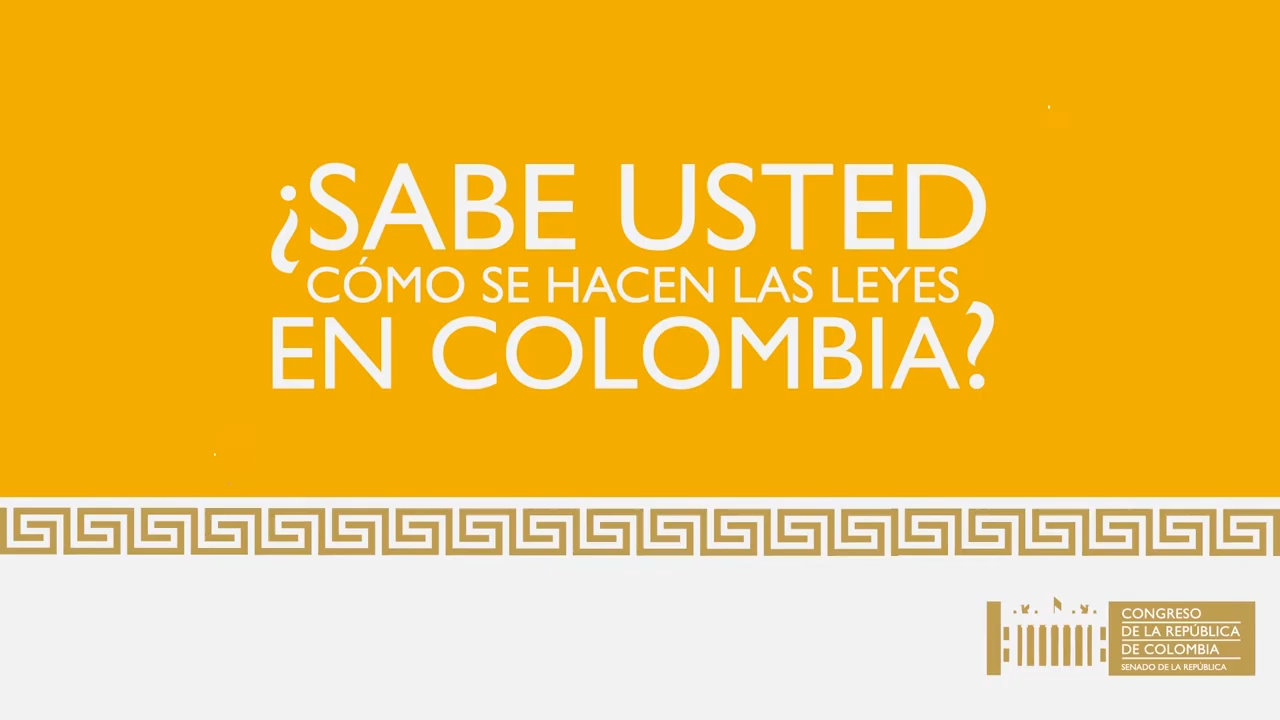 ¿SABE USTED
CÓMO SE HACEN LAS LEYES
EN COLOMBIA?
CONGRESO
DE LA REPÚBLICA
DE COLOMBIA
SENADO DE LA REPÚBLICA